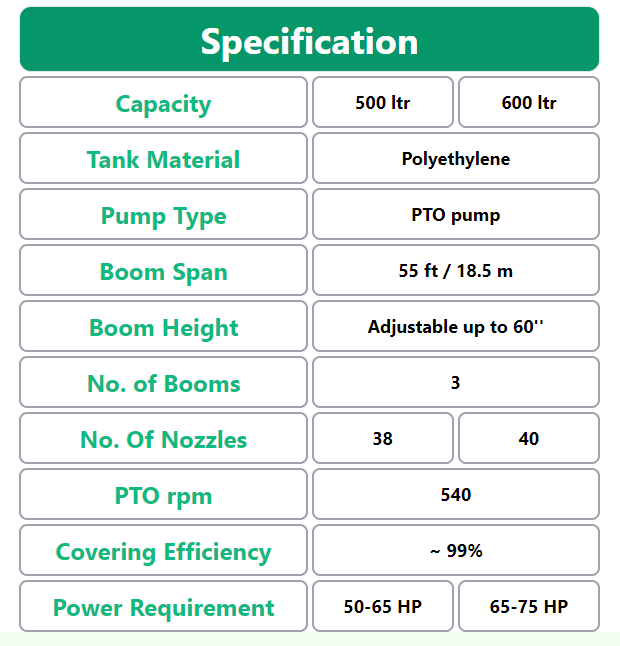 Specification
Capacity 500 ltr 600 ltr
Tank Material Polyethylene
Pump Type PTO pump
Boom Span 55 ft / 18.5 m
Boom Height Adjustable up to 60''
No. of Booms 3
No. Of Nozzles 38 40
PTO rpm 540
Covering Efficiency ~ 99%
Power Requirement 50-65 HP 65-75 HP